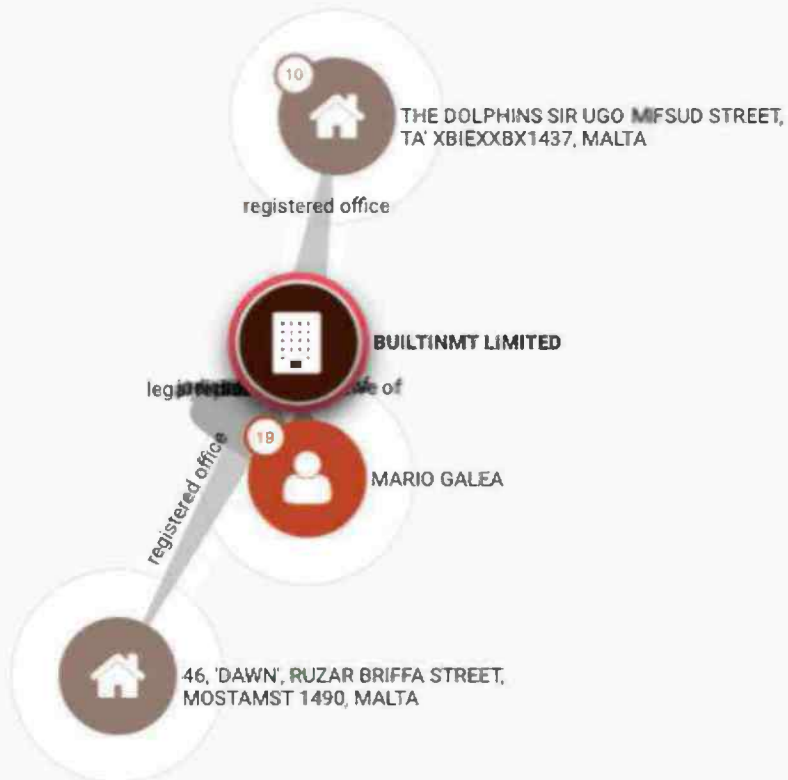 10
THE DOLPHINS SIR UGO MIFSUD STREET,
TA' XBIEXXBX1437, MALTA
registered office
BUILTINMT LIMITED
of
19
MARIO GALEA
registered office
46, 'DAWN', RUZAR BRIFFA STREET,
MOSTAMST 1490, MALTA